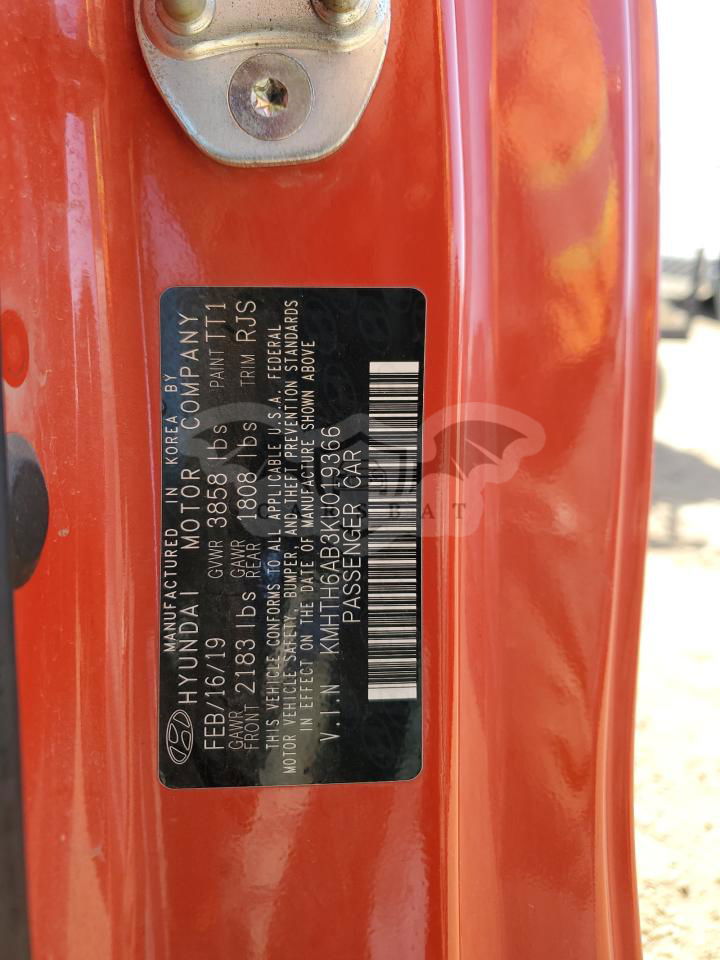 MANUFACTURED IN KOREA BY
HYUNDAI MOTOR COMPANY
FEB/16/19 GVWR 3858 lbs PAINT TT1
GAWR FRONT 2183 lbs GAWR REAR 1808 lbs TRIM RJS
THIS VEHICLE CONFORMS TO ALL APPLICABLE U.S.A. FEDERAL
MOTOR VEHICLE SAFETY, BUMPER, AND THEFT PREVENTION STANDARDS
IN EFFECT ON THE DATE OF MANUFACTURE SHOWN ABOVE
V.I.N KMHTH6AB3KU019366
PASSENGER CAR